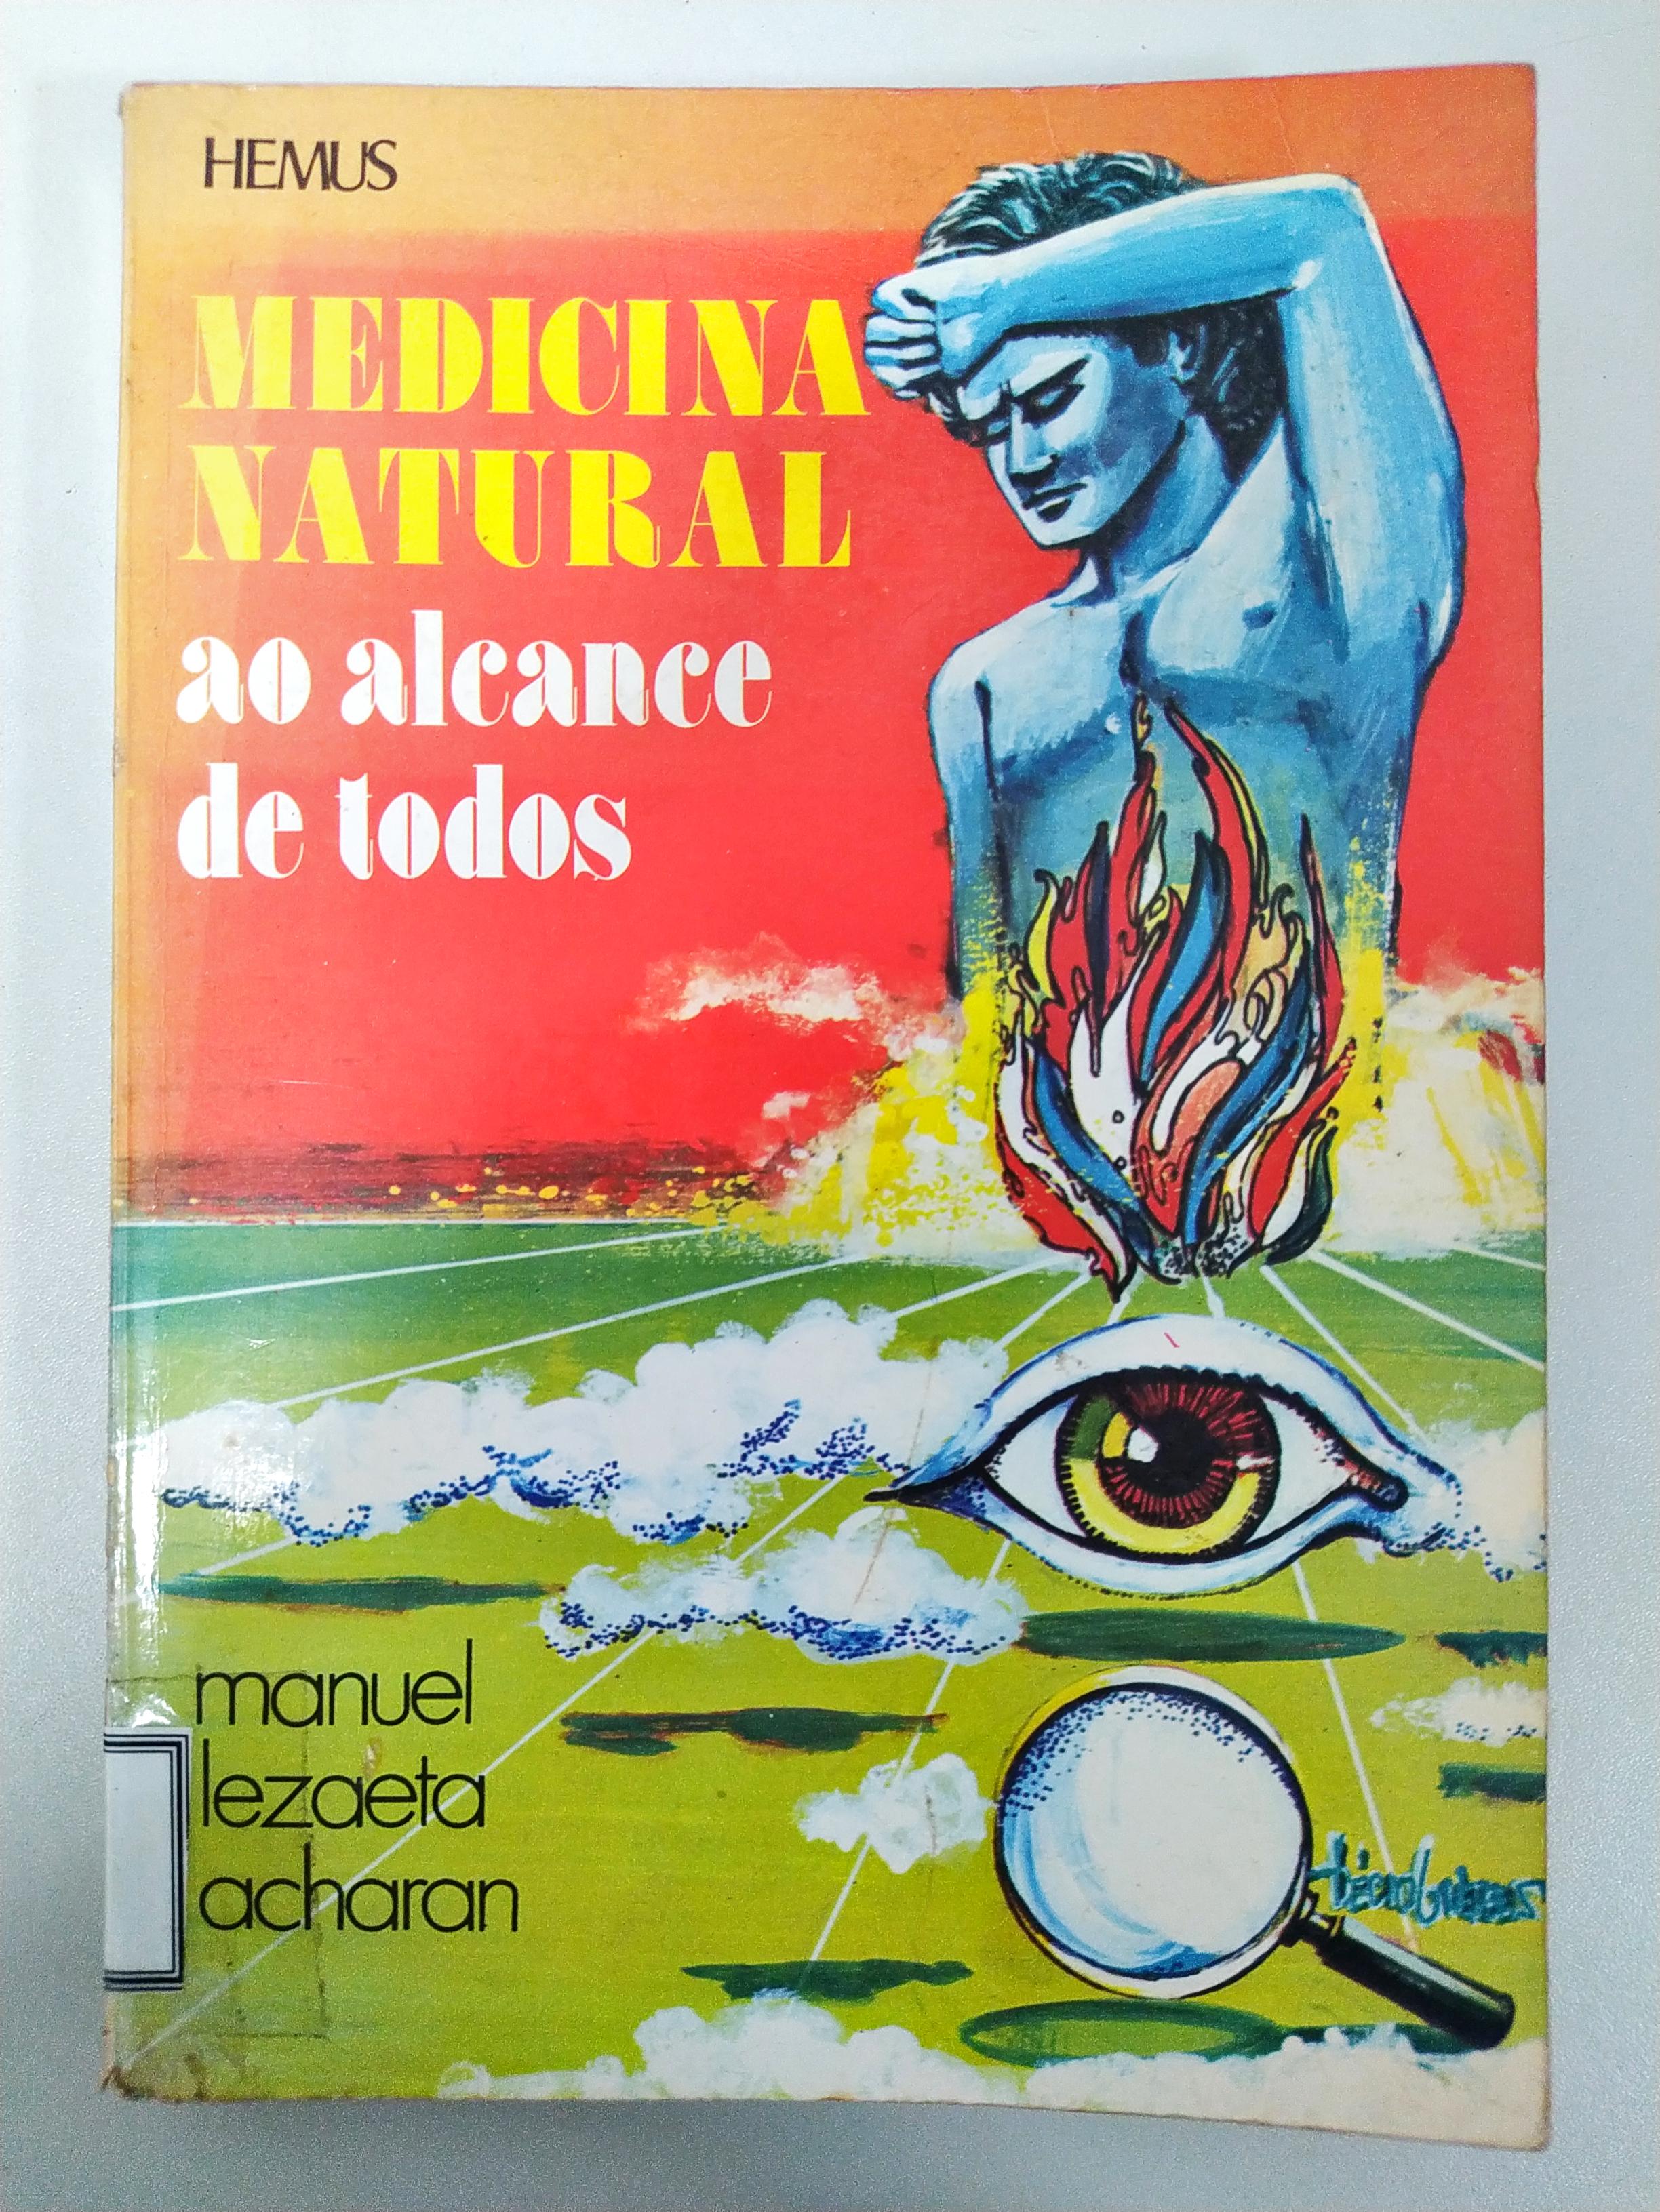 HEMUS
MEDICINA
NATURAL
ao alcance
de todos
manuel
lezaeta
acharan